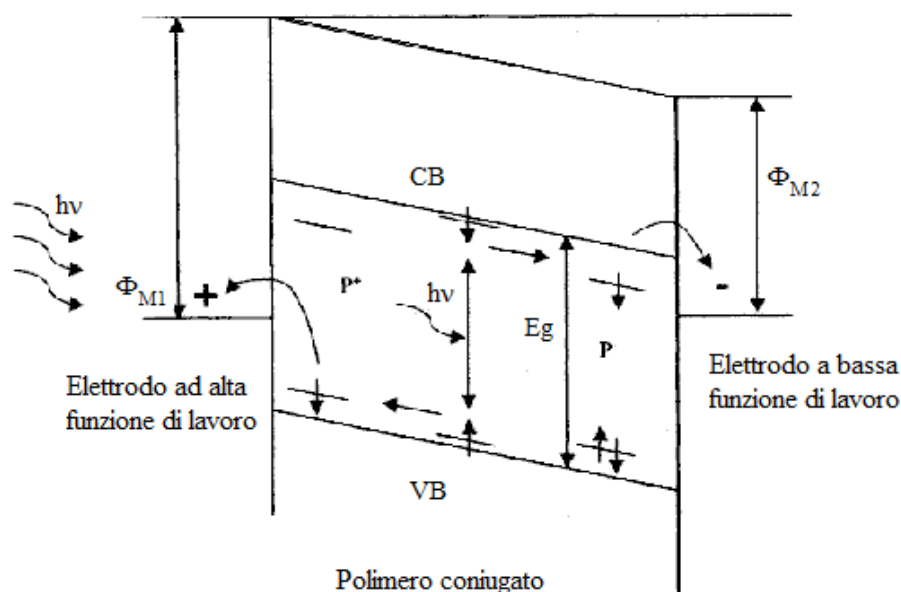 CB
ΦM2
hν
ΦM1
+
P+
hν
-
Eg
P
Elettrodo ad alta
funzione di lavoro
Elettrodo a bassa
funzione di lavoro
VB
Polimero coniugato